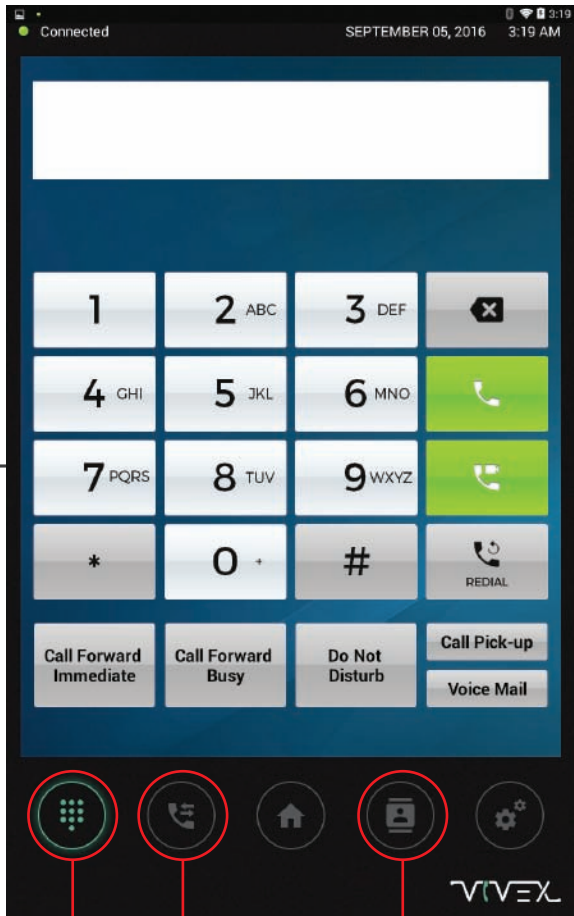 3:19
Connected SEPTEMBER 05, 2016 3:19 AM
1 2 ABC 3 DEF
4 GHI 5 JKL 6 MNO
7 PQRS 8 TUV 9 WXYZ
* 0 + #
REDIAL
Call Forward Immediate
Call Forward Busy
Do Not Disturb
Call Pick-up
Voice Mail
VIVEX